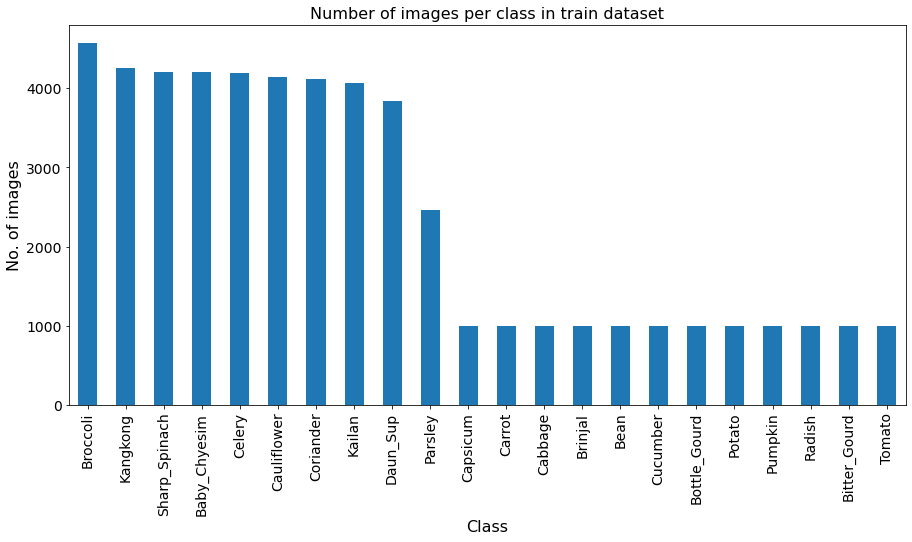 Number of images per class in train dataset
No. of images
4000
3000
2000
1000
0
Broccoli
Kangkong
Sharp_Spinach
Baby_Chyesim
Celery
Cauliflower
Coriander
Kailan
Daun_Sup
Parsley
Capsicum
Carrot
Cabbage
Brinjal
Bean
Cucumber
Bottle_Gourd
Potato
Pumpkin
Radish
Bitter_Gourd
Tomato
Class